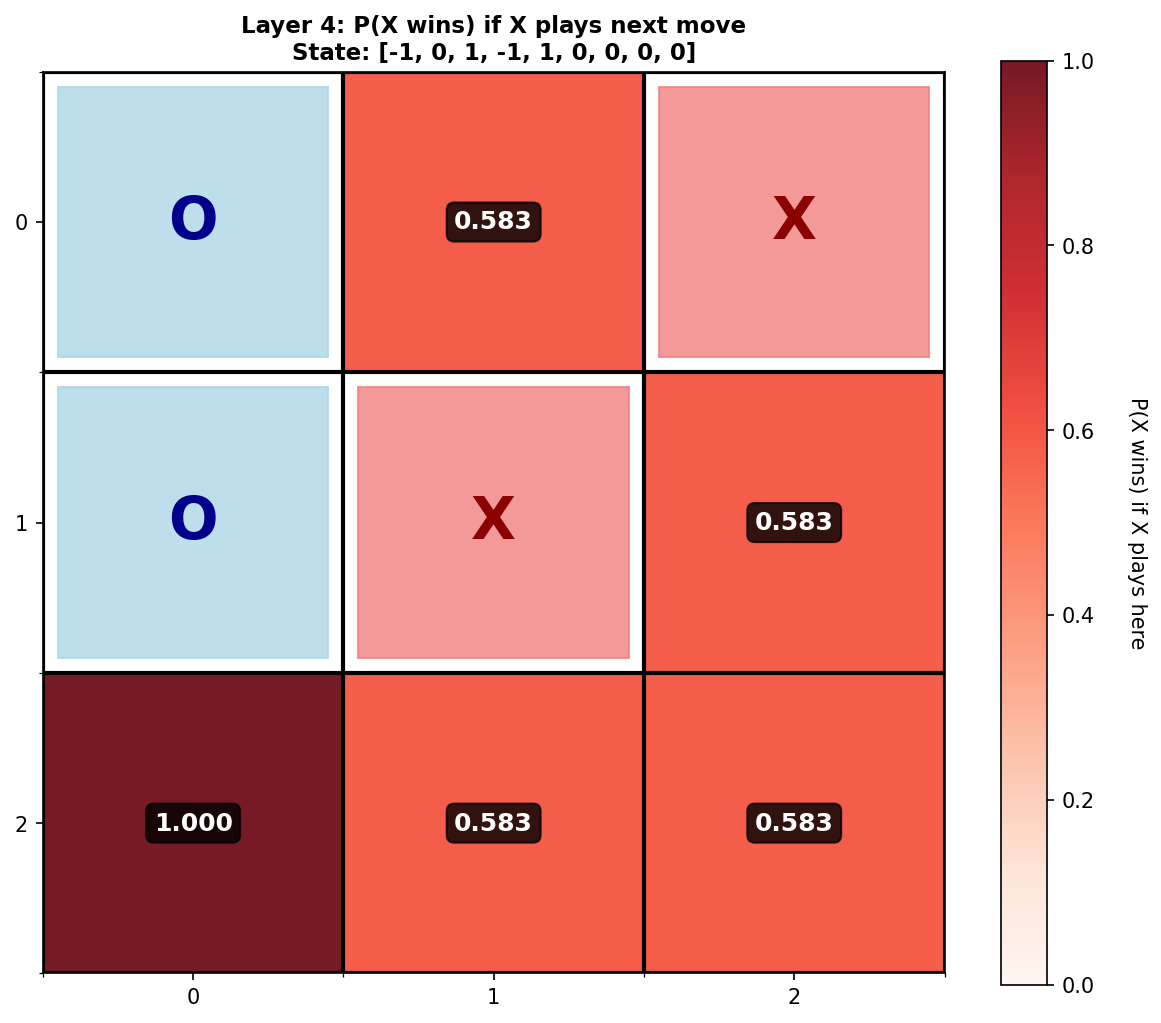 Layer 4: P(X wins) if X plays next move
State: [-1, 0, 1, -1, 1, 0, 0, 0, 0]
0
O
0.583
X
1
O
X
0.583
2
1.000
0.583
0.583
0
1
2
1.0
0.8
0.6
0.4
0.2
0.0
P(X wins) if X plays here